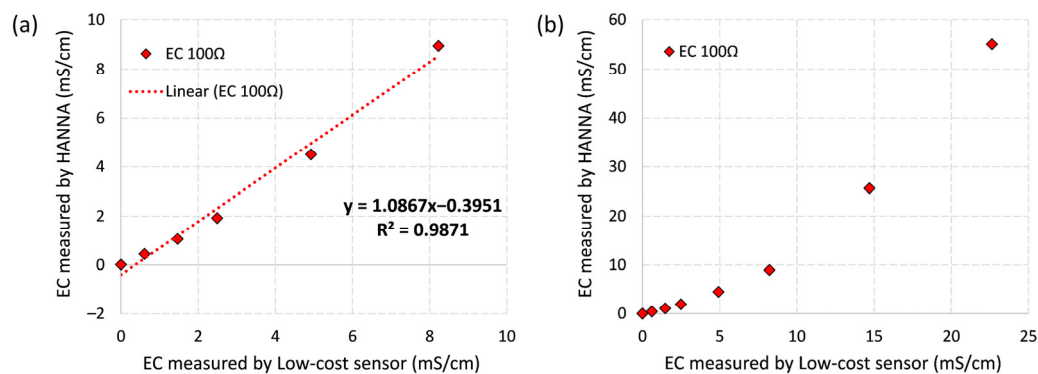 (a)
EC measured by HANNA (mS/cm)
10
8
6
4
2
0
–2
EC 100Ω
Linear (EC 100Ω)
y = 1.0867x–0.3951
R² = 0.9871
0 2 4 6 8 10
EC measured by Low-cost sensor (mS/cm)
(b)
EC measured by HANNA (mS/cm)
60
50
40
30
20
10
0
EC 100Ω
0 5 10 15 20 25
EC measured by Low-cost sensor (mS/cm)